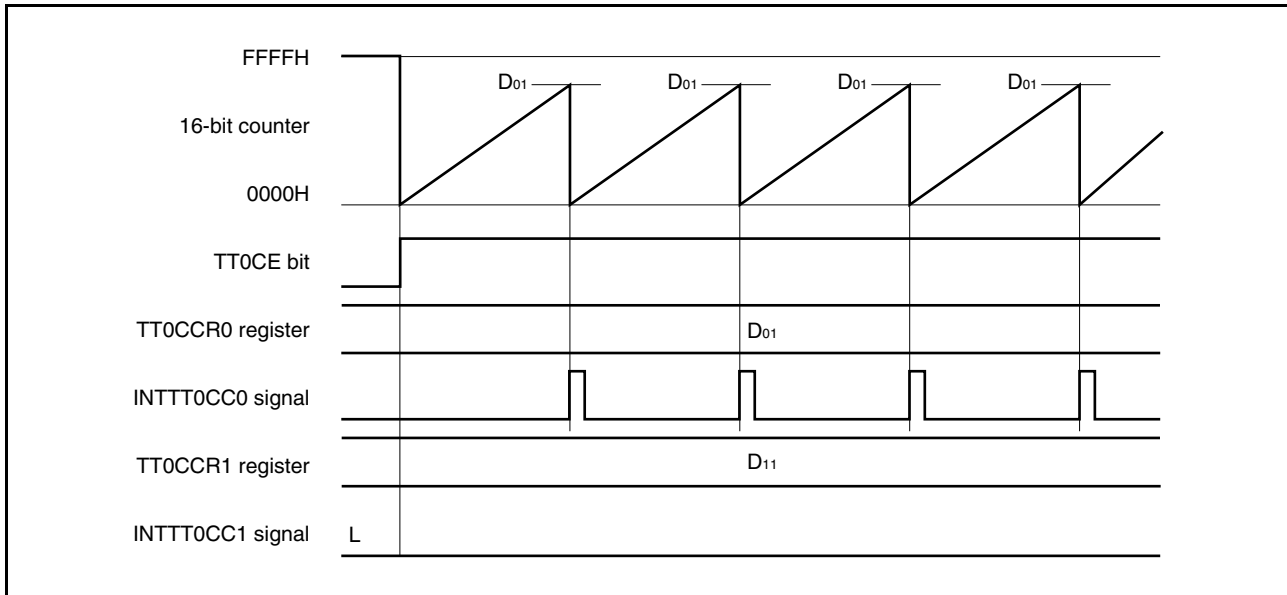 FFFFH
D01 D01 D01 D01
16-bit counter
0000H
TT0CE bit
TT0CCR0 register
D01
INTTT0CC0 signal
TT0CCR1 register
D11
INTTT0CC1 signal
L